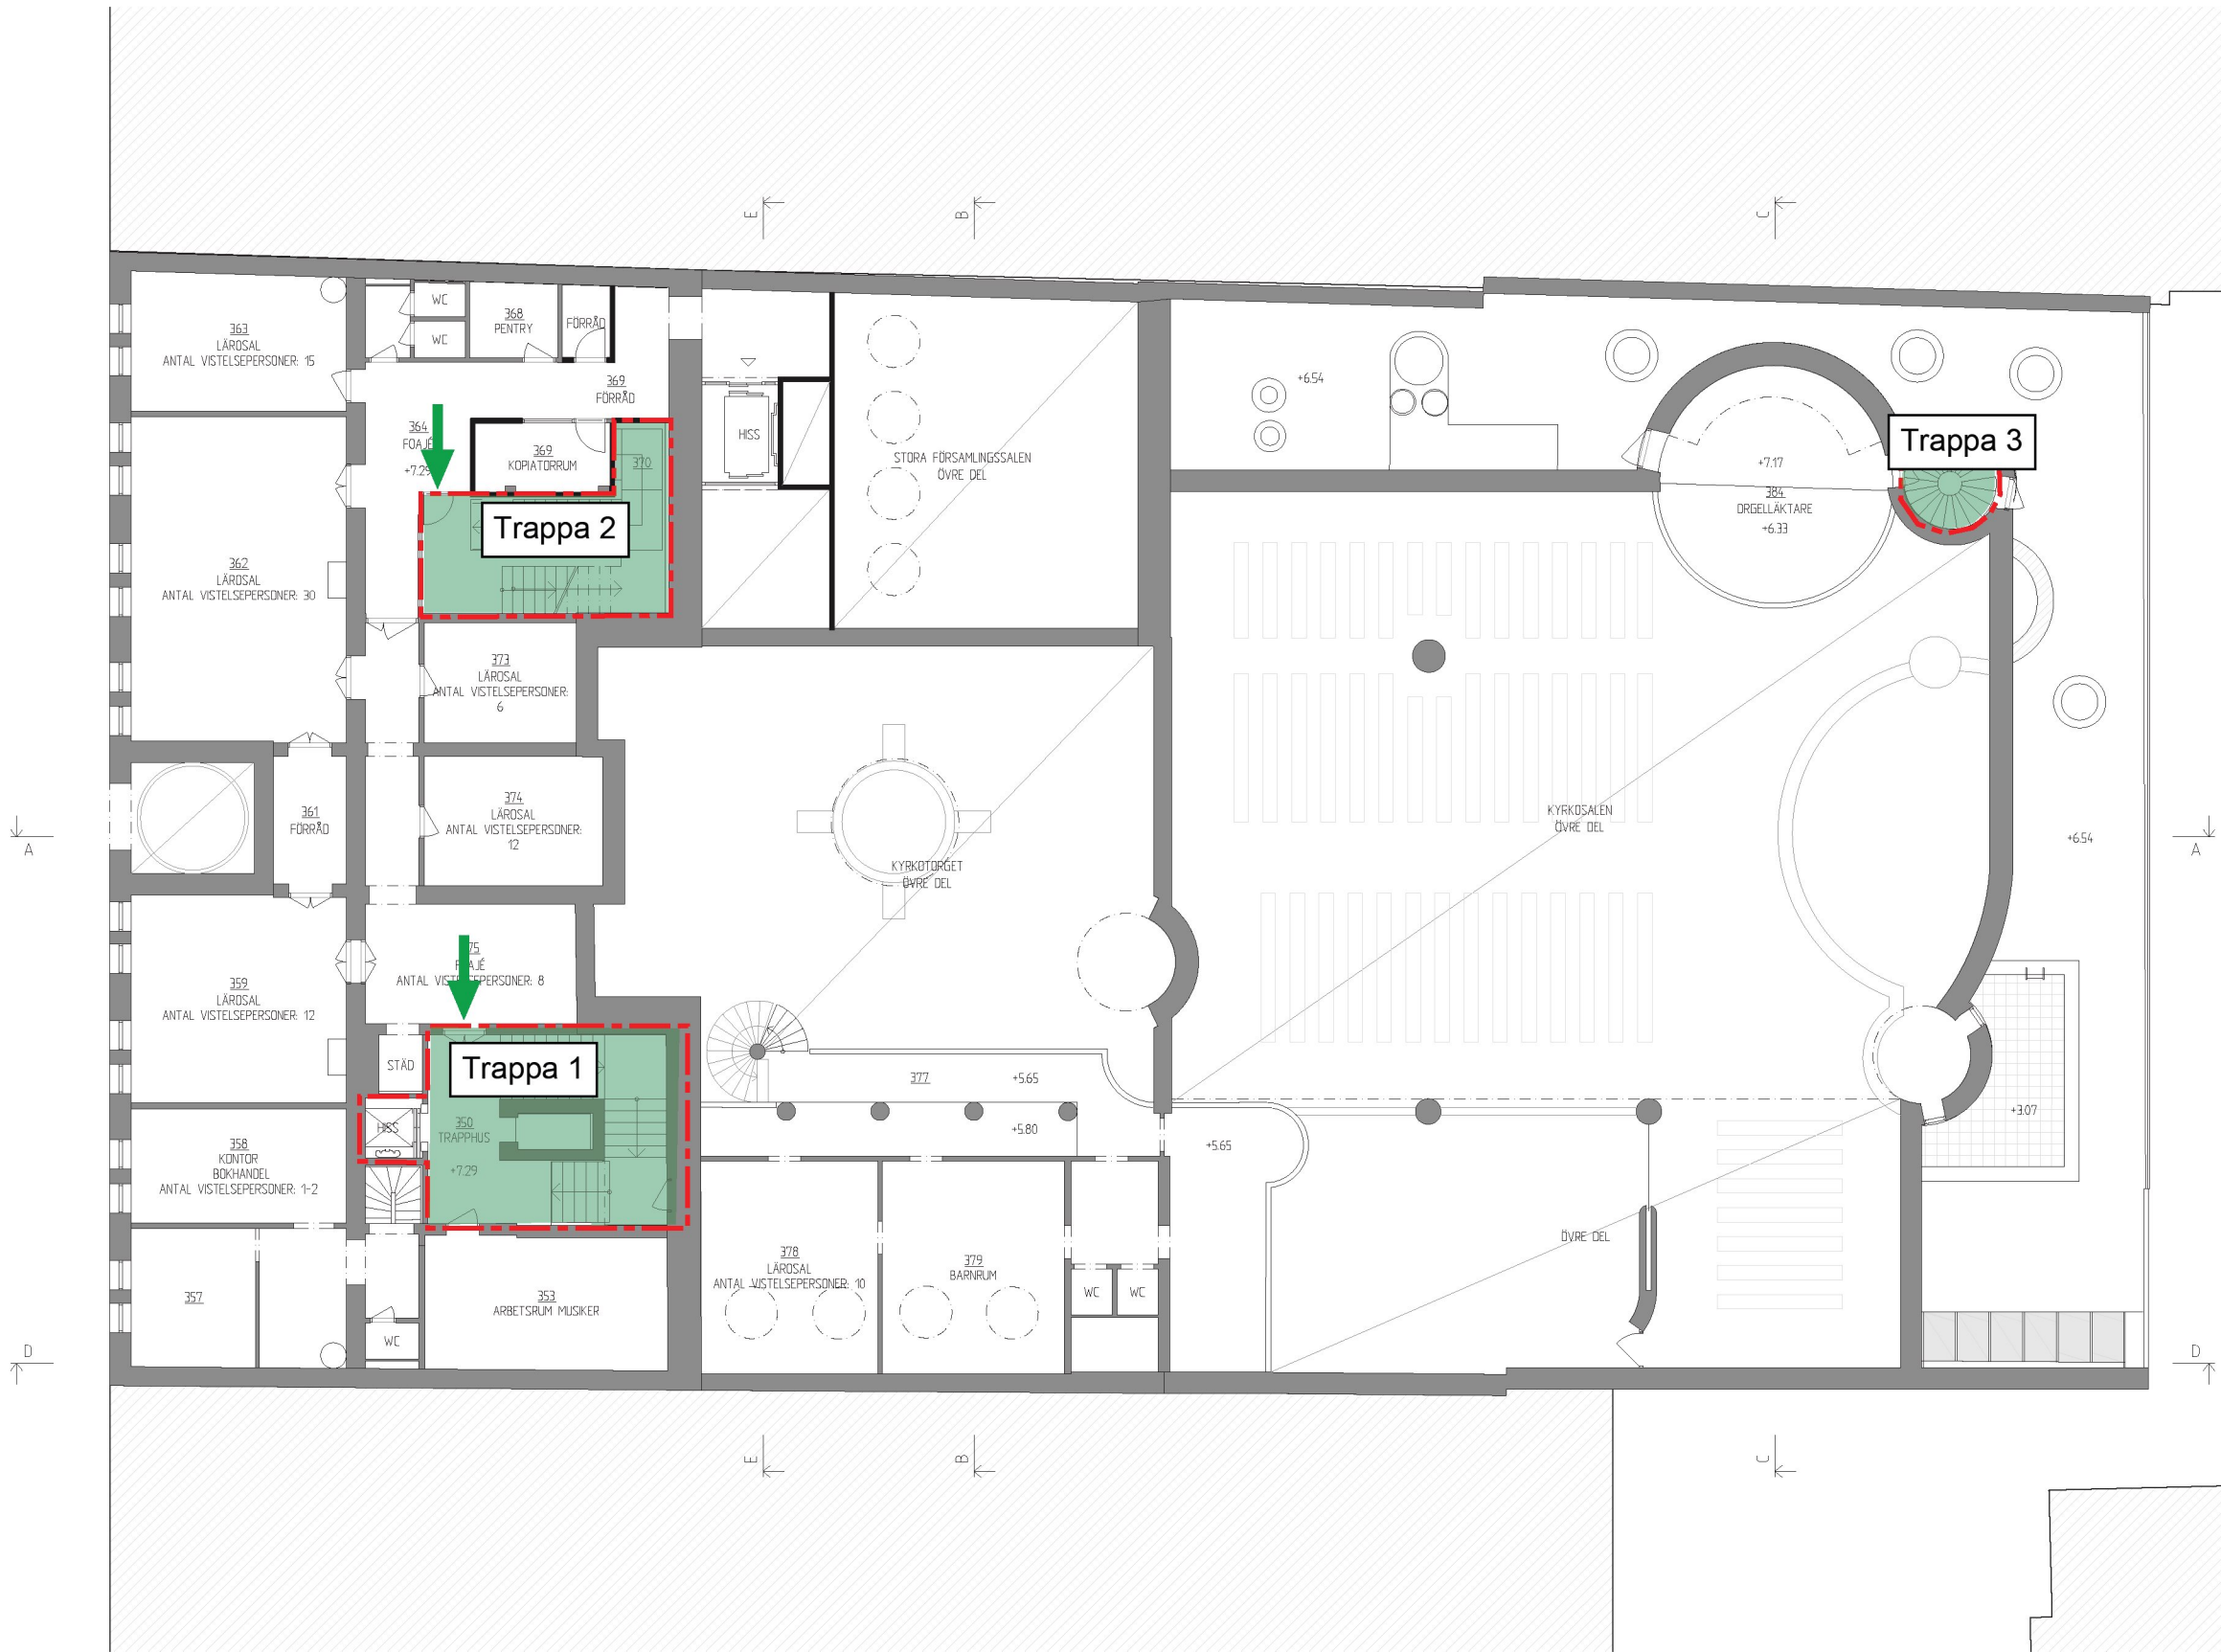 E
B
C
363
LÄROSAL
ANTAL VISTELSEPERSONER: 15
WC
WC
368
PENTRY
FÖRRÅD
369
FÖRRÅD
364
FOAJÉ
+7.29
369
KOPIATORRUM
370
HISS
STORA FÖRSAMLINGSSALEN
ÖVRE DEL
+6.54
Trappa 3
+7.17
384
ORGELLÄKTARE
+6.33
Trappa 2
362
LÄROSAL
ANTAL VISTELSEPERSONER: 30
373
LÄROSAL
ANTAL VISTELSEPERSONER:
6
361
FÖRRÅD
374
LÄROSAL
ANTAL VISTELSEPERSONER:
12
KYRKOTORGET
ÖVRE DEL
KYRKOSALEN
ÖVRE DEL
+6.54
A
A
359
LÄROSAL
ANTAL VISTELSEPERSONER: 12
75
FOAJÉ
ANTAL VISTELSEPERSONER: 8
STÄD
Trappa 1
377
+5.65
+5.80
+5.65
+3.07
HISS
350
TRAPPHUS
+7.29
358
KONTOR
BOKHANDEL
ANTAL VISTELSEPERSONER: 1-2
357
WC
353
ARBETSRUM MUSIKER
378
LÄROSAL
ANTAL VISTELSEPERSONER: 10
379
BARNRUM
WC
WC
ÖVRE DEL
D
D
E
B
C